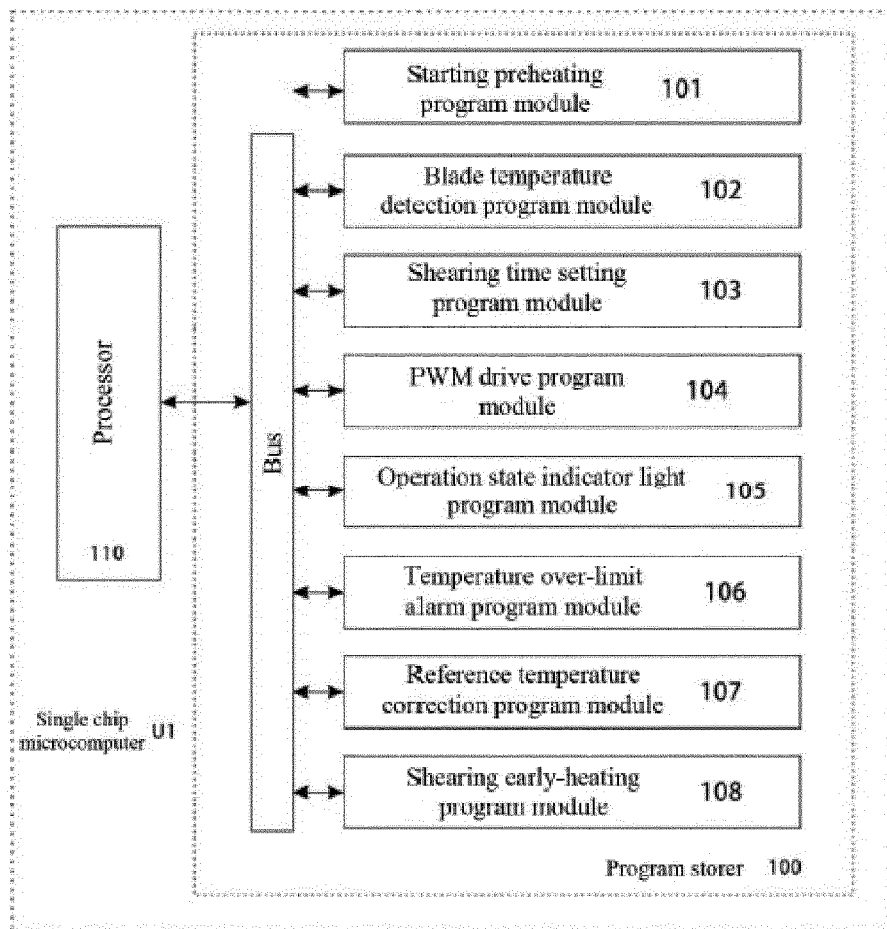 Starting preheating
program module 101
Blade temperature
detection program module 102
Shearing time setting
program module 103
PWM drive program
module 104
Operation state indicator light
program module 105
Temperature over-limit
alarm program module 106
Reference temperature
correction program module 107
Shearing early-heating
program module 108
Processor
110
Bus
Single chip
microcomputer U1
Program storer 100